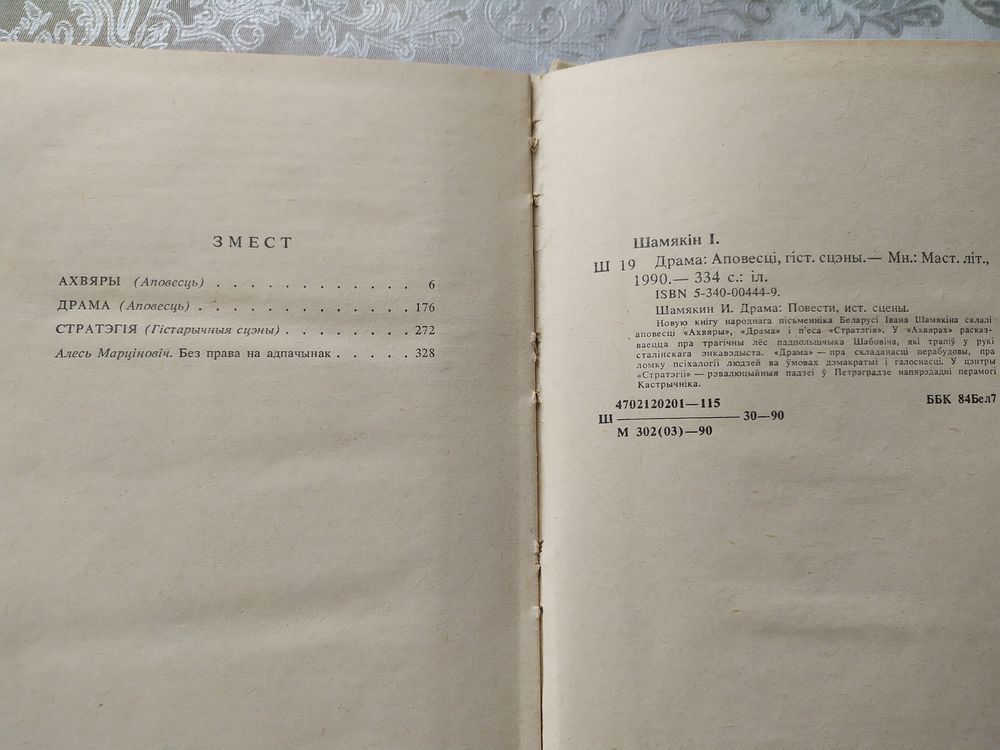 ЗМЕСТ
АХВЯРЫ (Аповесць) . . . . . . . . . . . . 6
ДРАМА (Аповесць) . . . . . . . . . . . . . 176
СТРАТЭГІЯ (Гістарычныя сцэны) . . . . . . . . 272
Алесь Марціновіч. Без права на адпачынак . . . . . 328
Шамякін І.
Ш 19 Драма: Аповесці, гіст. сцэны.— Мн.: Маст. літ.,
1990.— 334 с.: іл.
ISBN 5-340-00444-9.
Шамякин И. Драма: Повести, ист. сцены.
Новую кнігу народнага пісьменніка Беларусі Івана Шамякіна склалі
аповесці «Ахвяры», «Драма» і п'еса «Стратэгія». У «Ахвярах» расказ-
ваецца пра трагічны лёс падпольшчыка Шабовіча, які трапіў у рукі
сталінскага энкавэдыста. «Драма» — пра складанасці перабудовы, пра
ломку псіхалогіі людзей ва ўмовах дэмакратыі і галоснасці. У цэнтры
«Стратэгіі» — рэвалюцыйныя падзеі ў Петраградзе напярэдадні перамогі
Кастрычніка.
4702120201—115
Ш ——— 30—90
М 302(03)—90
ББК 84Бел7